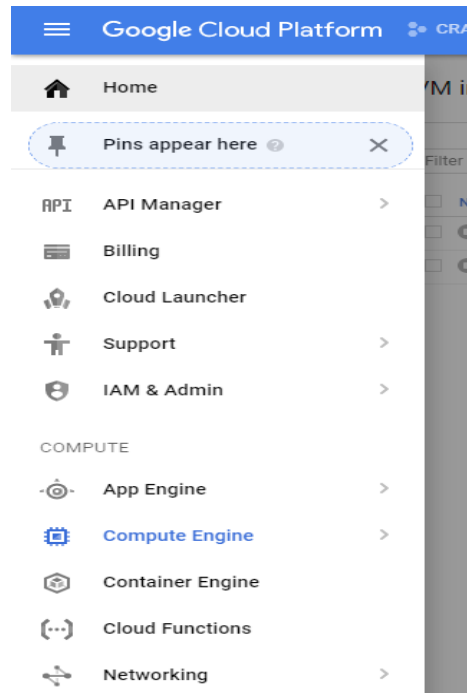 Google Cloud Platform CRA
Home
Pins appear here
Filter
API API Manager
Billing
Cloud Launcher
Support
IAM & Admin
COMPUTE
App Engine
Compute Engine
Container Engine
Cloud Functions
Networking